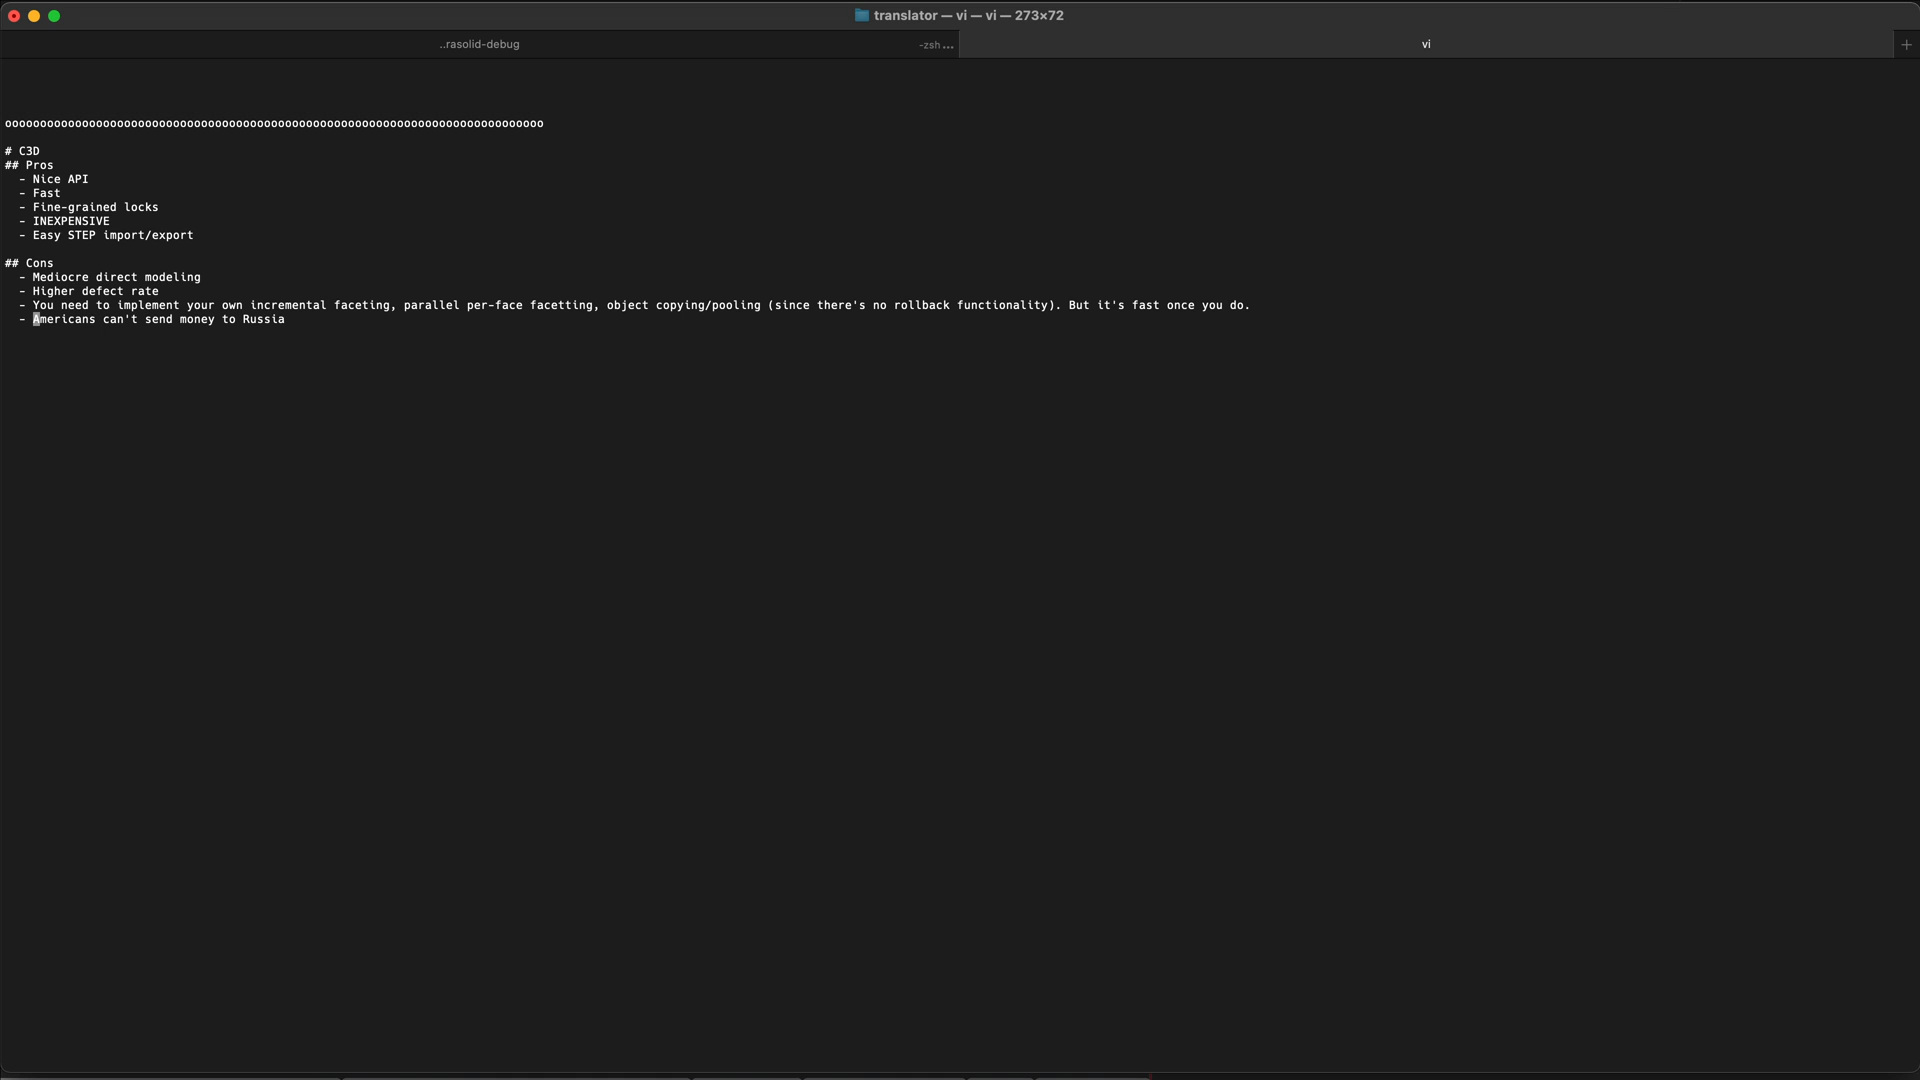 translator — vi — vi — 273×72
..rasolid-debug
-zsh ...
vi
ooooooooooooooooooooooooooooooooooooooooooooooooooooooooooooooooooooooooooooo
# C3D
## Pros
- Nice API
- Fast
- Fine-grained locks
- INEXPENSIVE
- Easy STEP import/export
## Cons
- Mediocre direct modeling
- Higher defect rate
- You need to implement your own incremental faceting, parallel per-face facetting, object copying/pooling (since there's no rollback functionality). But it's fast once you do.
- Americans can't send money to Russia